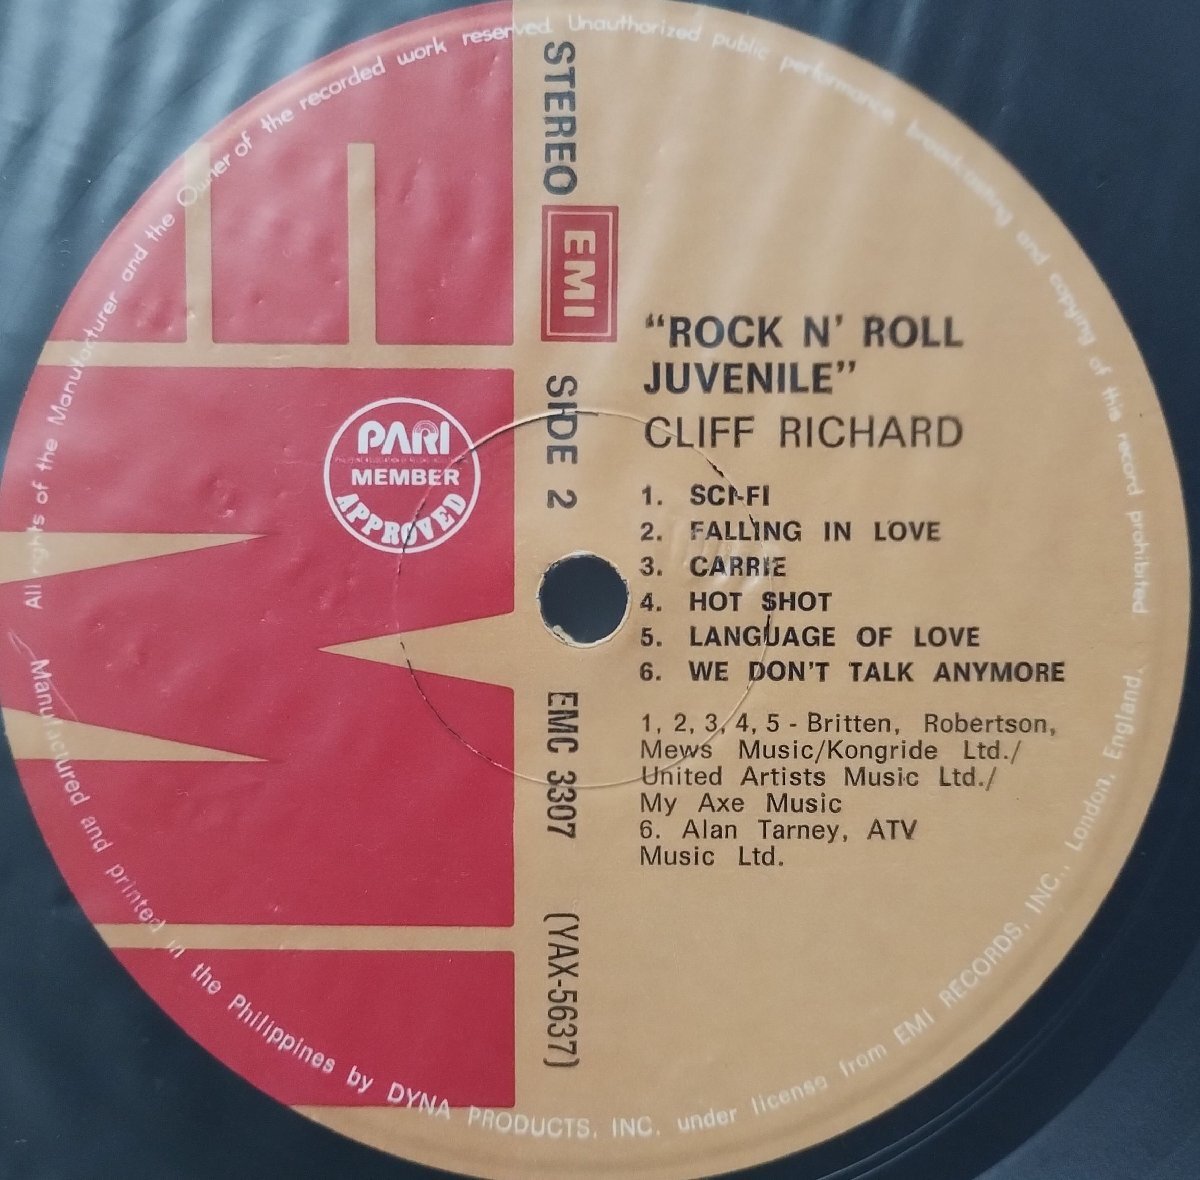 All rights of the Manufacturer and the Owner of the recorded work reserved. Unauthorized public performance broadcasting and copying of this record prohibited.
STEREO
EMI
SIDE 2
EMC 3307
(YAX-5637)
PARI
MEMBER
APPROVED
“ROCK N’ ROLL
JUVENILE”
CLIFF RICHARD
1. SCI-FI
2. FALLING IN LOVE
3. CARRIE
4. HOT SHOT
5. LANGUAGE OF LOVE
6. WE DON’T TALK ANYMORE
1, 2, 3, 4, 5 - Britten, Robertson,
Mews Music/Kongride Ltd./
United Artists Music Ltd./
My Axe Music
6. Alan Tarney, ATV
Music Ltd.
Manufactured and printed in the Philippines by DYNA PRODUCTS, INC. under license from EMI RECORDS, INC., London, England.